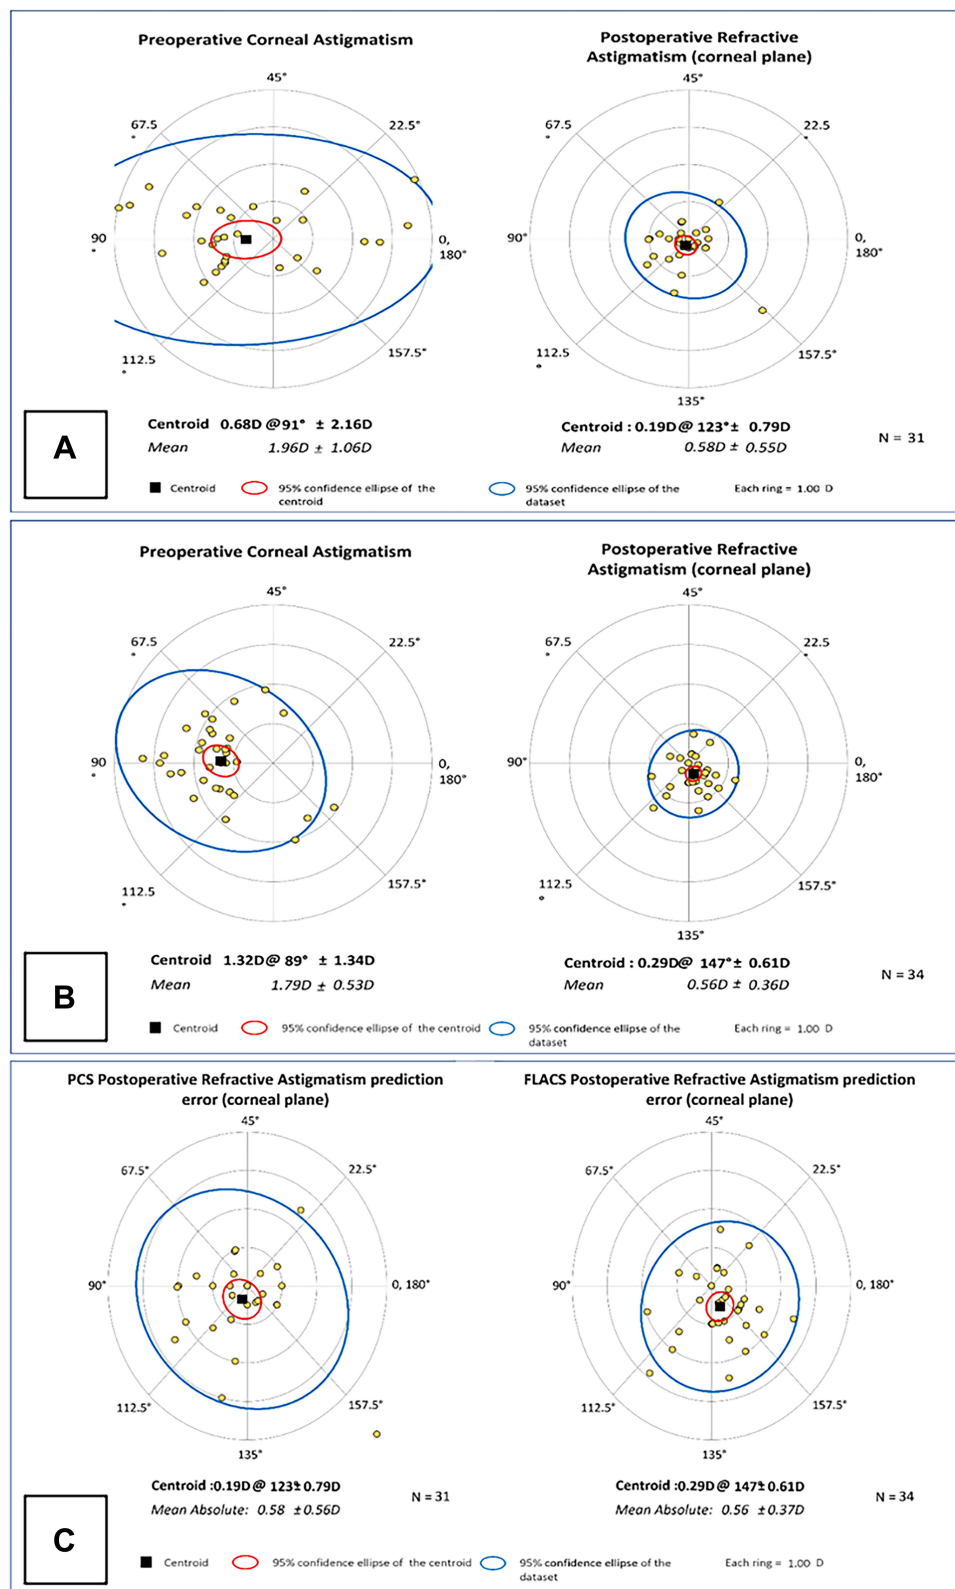 Preoperative Corneal Astigmatism
45°
67.5
°
22.5°
90
°
0,
180°
112.5
°
157.5°
Centroid 0.68D @91° ± 2.16D
Mean 1.96D ± 1.06D
Postoperative Refractive
Astigmatism (corneal plane)
45°
67.5
°
22.5
°
90°
0,
180°
112.5
°
157.5°
135°
Centroid : 0.19D@ 123°± 0.79D
Mean 0.58D ± 0.55D
N = 31
A
Centroid
95% confidence ellipse of the
centroid
95% confidence ellipse of the
dataset
Each ring = 1.00 D
Preoperative Corneal Astigmatism
45°
67.5
°
22.5°
90
°
0,
180°
112.5
°
157.5°
Centroid 1.32D@ 89° ± 1.34D
Mean 1.79D ± 0.53D
Postoperative Refractive
Astigmatism (corneal plane)
45°
67.5
°
22.5
°
90°
0,
180°
112.5
°
157.5°
135°
Centroid : 0.29D@ 147°± 0.61D
Mean 0.56D ± 0.36D
N = 34
B
Centroid
95% confidence ellipse of the centroid
95% confidence ellipse of the
dataset
Each ring = 1.00 D
PCS Postoperative Refractive Astigmatism prediction
error (corneal plane)
45°
67.5°
22.5°
90°
0, 180°
112.5°
157.5°
135°
Centroid :0.19D@ 123±0.79D
Mean Absolute: 0.58 ±0.56D
N = 31
FLACS Postoperative Refractive Astigmatism prediction
error (corneal plane)
45°
67.5°
22.5°
90°
0, 180°
112.5°
157.5°
135°
Centroid :0.29D@ 147±0.61D
Mean Absolute: 0.56 ±0.37D
N = 34
C
Centroid
95% confidence ellipse of the centroid
95% confidence ellipse of the
dataset
Each ring = 1.00 D